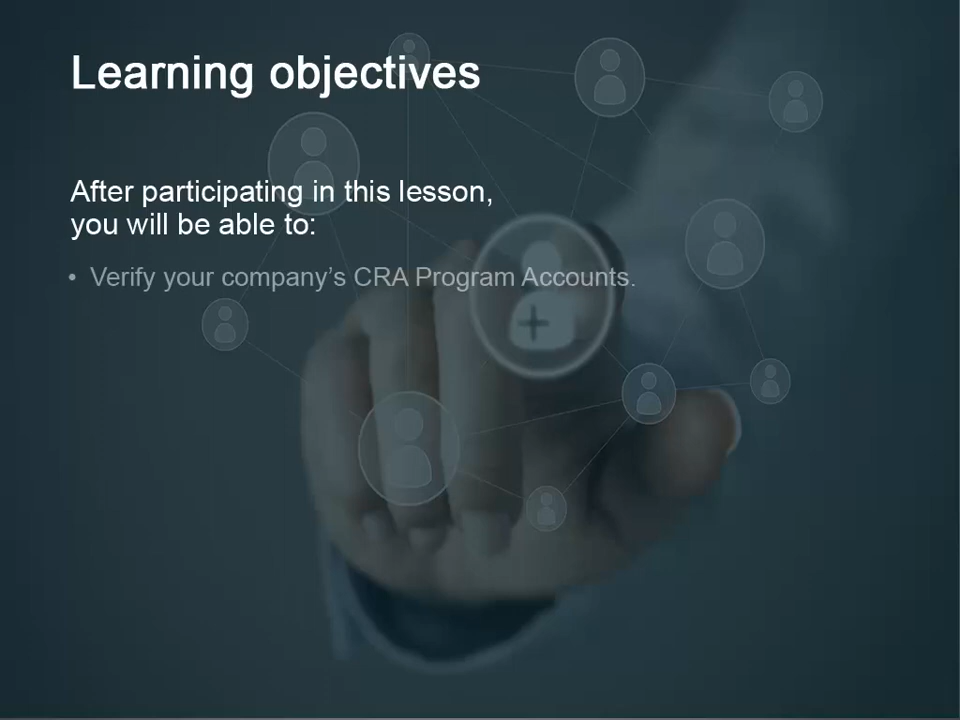 Learning objectives
After participating in this lesson,
you will be able to:
• Verify your company’s CRA Program Accounts.